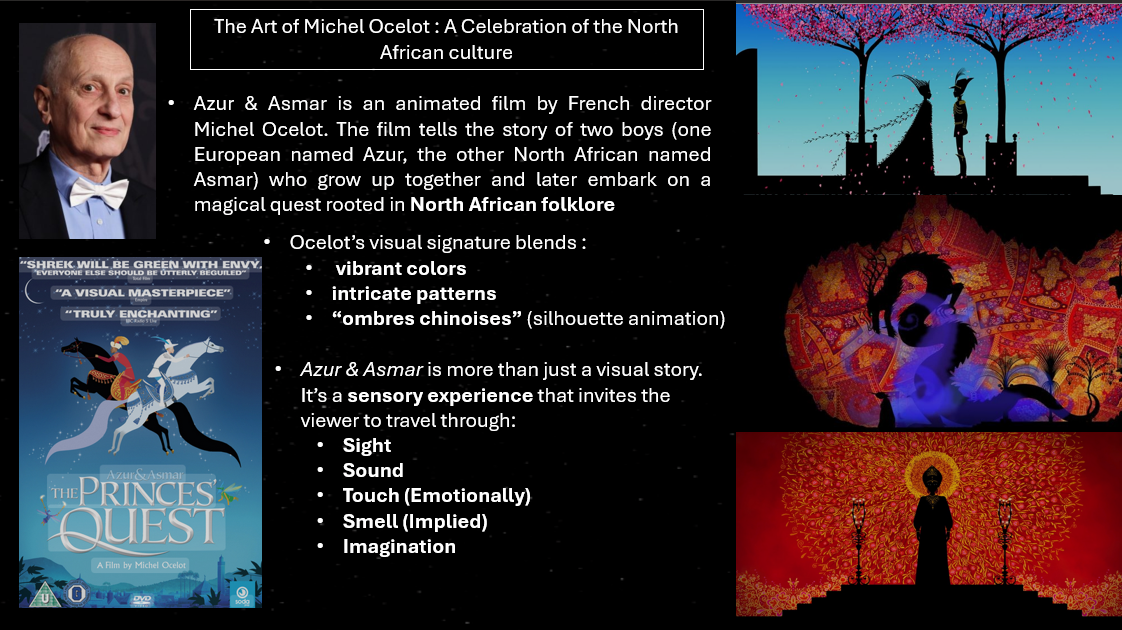 The Art of Michel Ocelot : A Celebration of the North
African culture
• Azur & Asmar is an animated film by French director
Michel Ocelot. The film tells the story of two boys (one
European named Azur, the other North African named
Asmar) who grow up together and later embark on a
magical quest rooted in North African folklore
• Ocelot’s visual signature blends :
• vibrant colors
• intricate patterns
• “ombres chinoises” (silhouette animation)
• Azur & Asmar is more than just a visual story.
It’s a sensory experience that invites the
viewer to travel through:
• Sight
• Sound
• Touch (Emotionally)
• Smell (Implied)
• Imagination
“SHREK WILL BE GREEN WITH ENVY.
EVERYONE ELSE SHOULD BE UTTERLY BEGUILED”
“A VISUAL MASTERPIECE”
Empire
“TRULY ENCHANTING”
Azur&Asmar
THE PRINCES’
QUEST
A Film by Michel Ocelot
U
DVD
soda